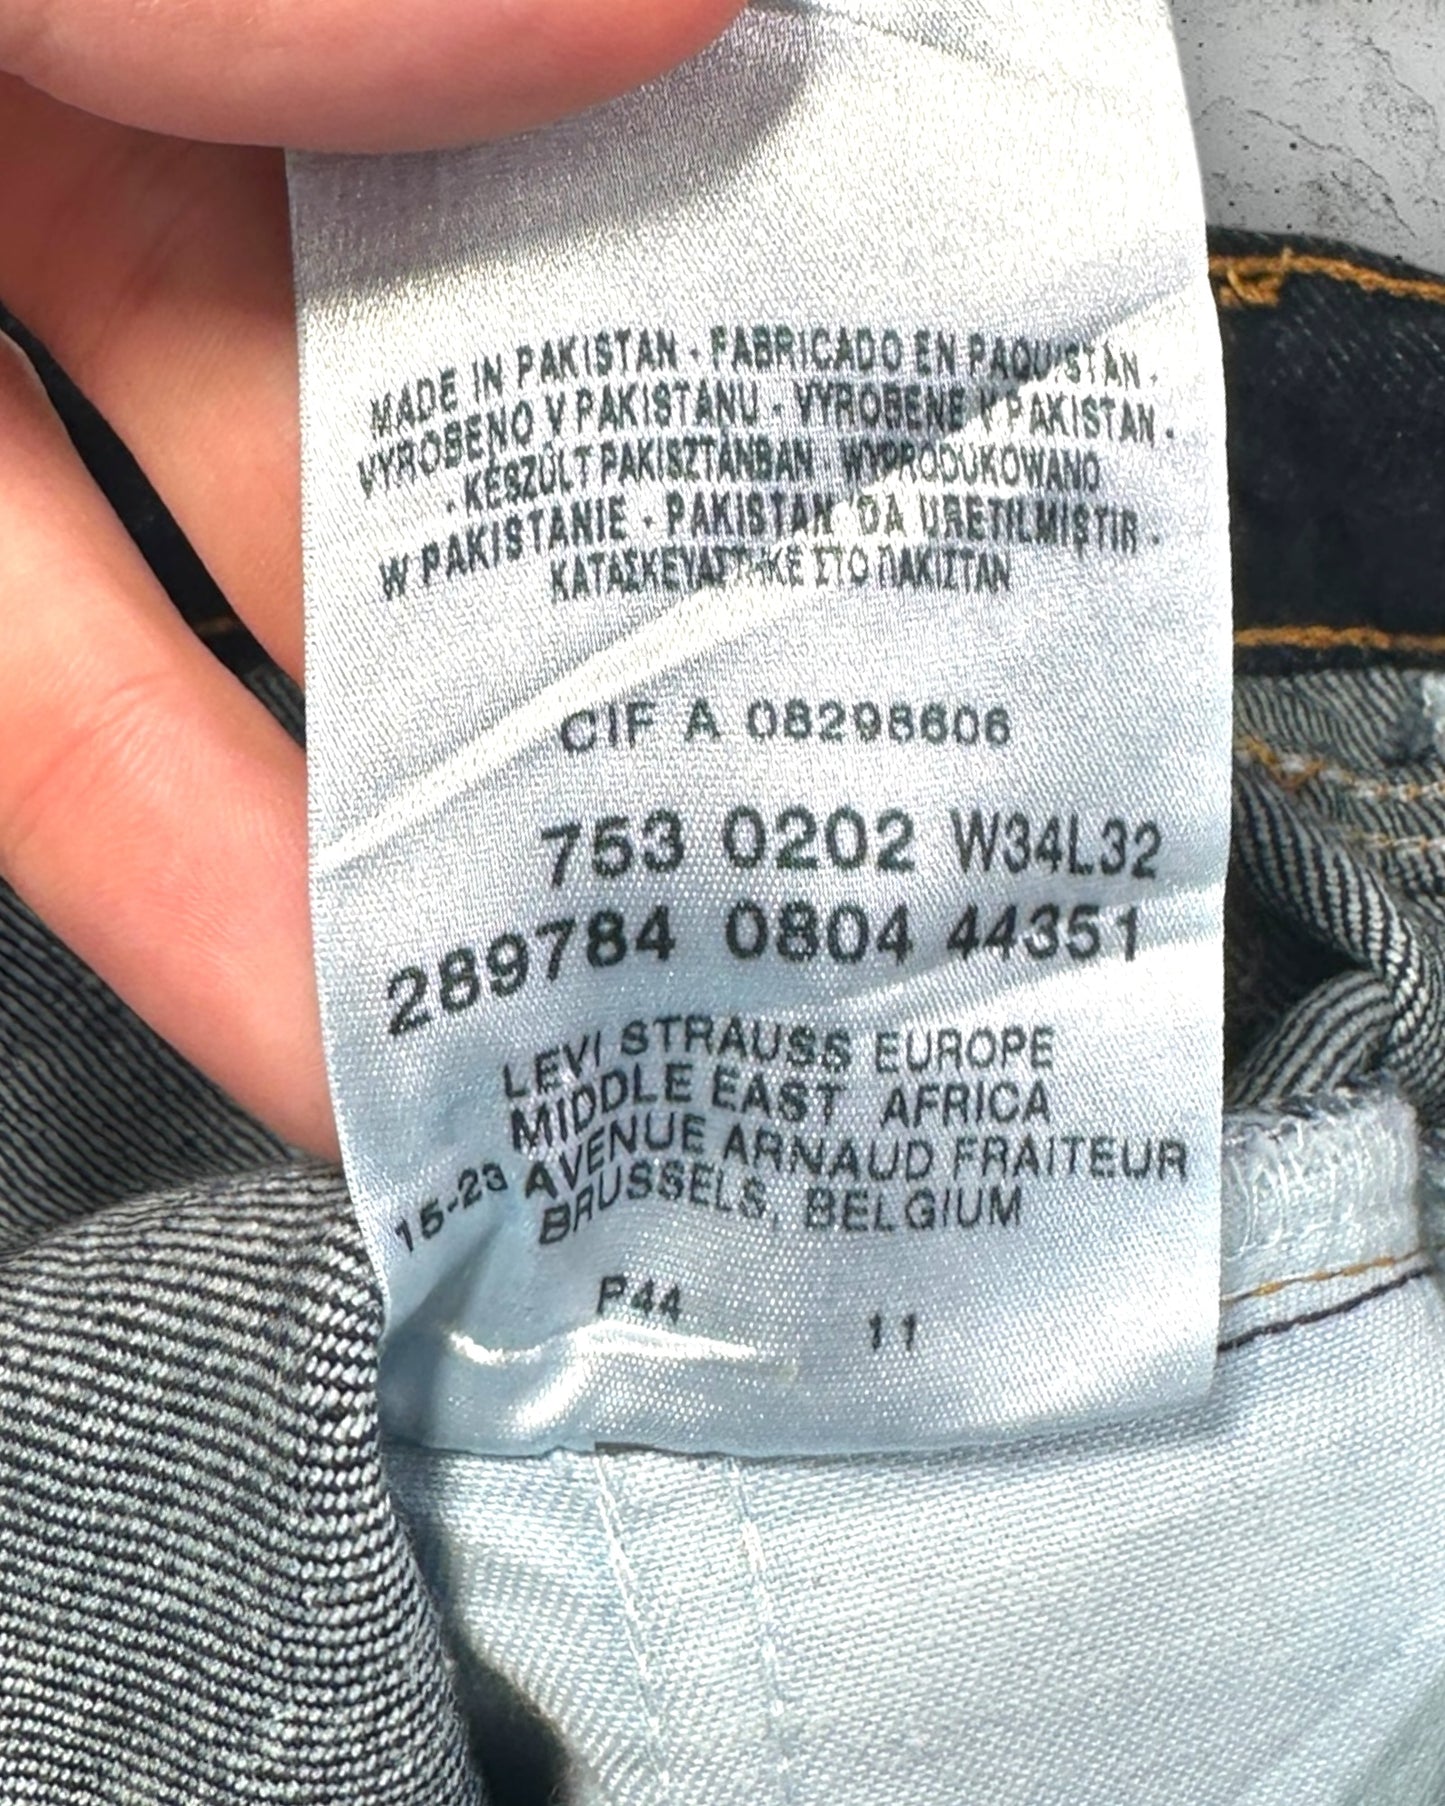 MADE IN PAKISTAN - FABRICADO EN PAQUISTÁN -
VYROBENO V PAKISTANU - VYROBENE V PAKISTAN -
- KÉSZÜLT PAKISZTÁNBAN - WYPRODUKOWANO
W PAKISTANIE - PAKISTAN 'DA URETILMIŞTIR -
ΚΑΤΑΣΚΕΥΑΣΤΗΚΕ ΣΤΟ ΠΑΚΙΣΤΑΝ
CIF A 08298606
753 0202 W34L32
289784 0804 44351
LEVI STRAUSS EUROPE
MIDDLE EAST AFRICA
15-23 AVENUE ARNAUD FRAITEUR
BRUSSELS, BELGIUM
P44 11